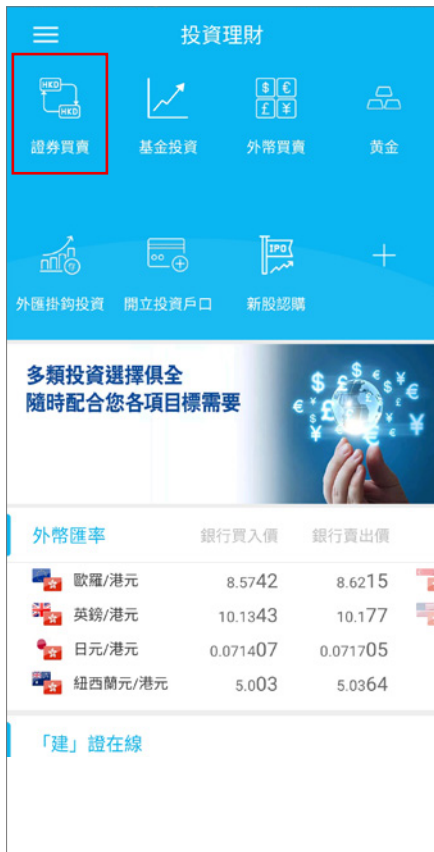 投資理財
HKD
HKD
$ €
£ ¥
證券買賣 基金投資 外幣買賣 黄金
IPO
外匯掛鈎投資 開立投資戶口 新股認購
多類投資選擇俱全
隨時配合您各項目標需要
外幣匯率 銀行買入價 銀行賣出價
歐羅/港元 8.5742 8.6215
英鎊/港元 10.1343 10.177
日元/港元 0.071407 0.071705
紐西蘭元/港元 5.003 5.0364
「建」證在線